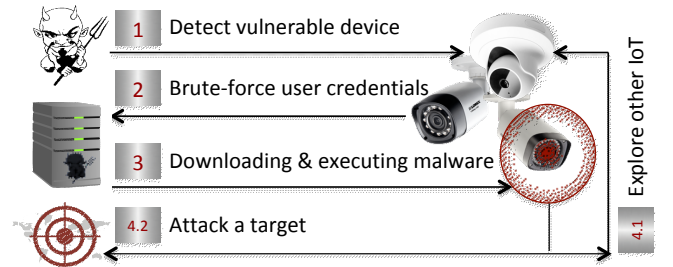 1 Detect vulnerable device
2 Brute-force user credentials
3 Downloading & executing malware
4.2 Attack a target
4.1 Explore other IoT